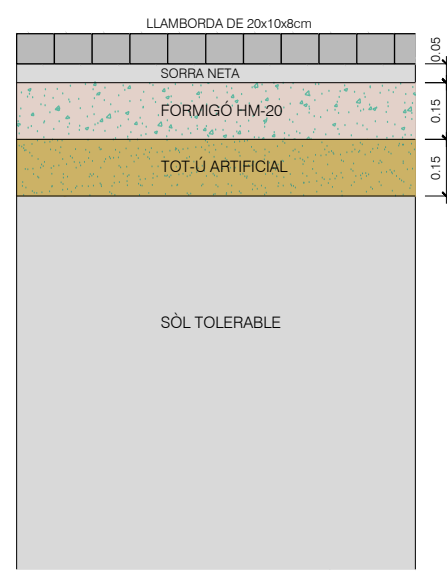 LLAMBORDA DE 20x10x8cm
0.05
SORRA NETA
FORMIGÓ HM-20
0.15
TOT-Ú ARTIFICIAL
0.15
SÒL TOLERABLE